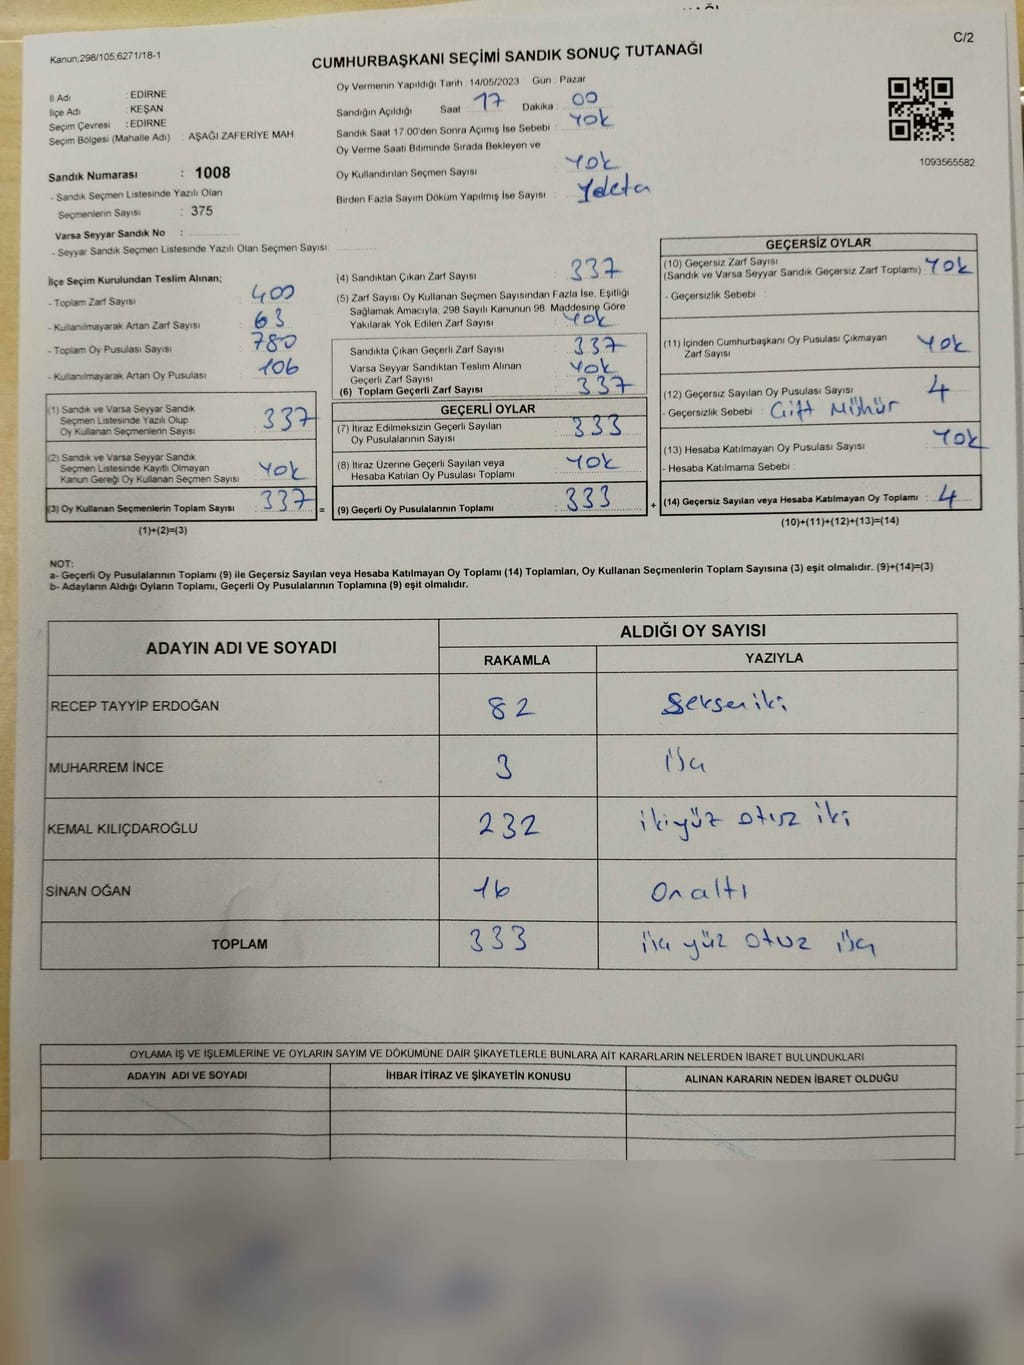 Kanun,298/105,6271/18-1
C/2
CUMHURBAŞKANI SEÇİMİ SANDIK SONUÇ TUTANAĞI
İl Adı : EDİRNE
İlçe Adı : KEŞAN
Seçim Çevresi : EDİRNE
Seçim Bölgesi (Mahalle Adı) : AŞAĞI ZAFERİYE MAH.
Sandık Numarası : 1008
- Sandık Seçmen Listesinde Yazılı Olan
Seçmenlerin Sayısı : 375
Varsa Seyyar Sandık No :
- Seyyar Sandık Seçmen Listesinde Yazılı Olan Seçmen Sayısı:
Oy Vermenin Yapıldığı Tarih : 14/05/2023 Gün : Pazar
Sandığın Açıldığı Saat : 17 Dakika : 00
Sandık Saat 17:00'den Sonra Açımış İse Sebebi : YOK
Oy Verme Saati Bitiminde Sırada Bekleyen ve
Oy Kullandırılan Seçmen Sayısı : YOK
Birden Fazla Sayım Döküm Yapılmış İse Sayısı :
1093565582
İlçe Seçim Kurulundan Teslim Alınan;
- Toplam Zarf Sayısı : 400
- Kullanılmayarak Artan Zarf Sayısı : 63
- Toplam Oy Pusulası Sayısı : 780
- Kullanılmayarak Artan Oy Pusulası : 106
(1) Sandık ve Varsa Seyyar Sandık
Seçmen Listesinde Yazılı Olup
Oy Kullanan Seçmenlerin Sayısı : 337
(2) Sandık ve Varsa Seyyar Sandık
Seçmen Listesinde Kayıtlı Olmayan
Kanun Gereği Oy Kullanan Seçmen Sayısı : YOK
(3) Oy Kullanan Seçmenlerin Toplam Sayısı : 337 =
(1)+(2)=(3)
(4) Sandıktan Çıkan Zarf Sayısı : 337
(5) Zarf Sayısı Oy Kullanan Seçmen Sayısından Fazla İse, Eşitliği
Sağlamak Amacıyla, 298 Sayılı Kanunun 98. Maddesine Göre
Yakılarak Yok Edilen Zarf Sayısı : YOK
Sandıkta Çıkan Geçerli Zarf Sayısı : 337
Varsa Seyyar Sandıktan Teslim Alınan
Geçerli Zarf Sayısı : YOK
(6) Toplam Geçerli Zarf Sayısı : 337
GEÇERLİ OYLAR
(7) İtiraz Edilmeksizin Geçerli Sayılan
Oy Pusulalarının Sayısı : 333
(8) İtiraz Üzerine Geçerli Sayılan veya
Hesaba Katılan Oy Pusulası Toplamı : YOK
(9) Geçerli Oy Pusulalarının Toplamı : 333 +
GEÇERSİZ OYLAR
(10) Geçersiz Zarf Sayısı
(Sandık ve Varsa Seyyar Sandık Geçersiz Zarf Toplamı) : YOK
- Geçersizlik Sebebi :
(11) İçinden Cumhurbaşkanı Oy Pusulası Çıkmayan
Zarf Sayısı : YOK
(12) Geçersiz Sayılan Oy Pusulası Sayısı : 4
- Geçersizlik Sebebi : Çift Mühür
(13) Hesaba Katılmayan Oy Pusulası Sayısı : YOK
- Hesaba Katılmama Sebebi :
(14) Geçersiz Sayılan veya Hesaba Katılmayan Oy Toplamı : 4
(10)+(11)+(12)+(13)=(14)
NOT:
a- Geçerli Oy Pusulalarının Toplamı (9) ile Geçersiz Sayılan veya Hesaba Katılmayan Oy Toplamı (14) Toplamları, Oy Kullanan Seçmenlerin Toplam Sayısına (3) eşit olmalıdır. (9)+(14)=(3)
b- Adayların Aldığı Oyların Toplamı, Geçerli Oy Pusulalarının Toplamına (9) eşit olmalıdır.
ADAYIN ADI VE SOYADI
ALDIĞI OY SAYISI
RAKAMLA YAZIYLA
RECEP TAYYİP ERDOĞAN 82 Seksen iki
MUHARREM İNCE 3 üç
KEMAL KILIÇDAROĞLU 232 ikiyüz otuz iki
SİNAN OĞAN 16 On altı
TOPLAM 333 üç yüz otuz üç
OYLAMA İŞ VE İŞLEMLERİNE VE OYLARIN SAYIM VE DÖKÜMÜNE DAİR ŞİKAYETLERLE BUNLARA AİT KARARLARIN NELERDEN İBARET BULUNDUKLARI
ADAYIN ADI VE SOYADI İHBAR İTİRAZ VE ŞİKAYETİN KONUSU ALINAN KARARIN NEDEN İBARET OLDUĞU